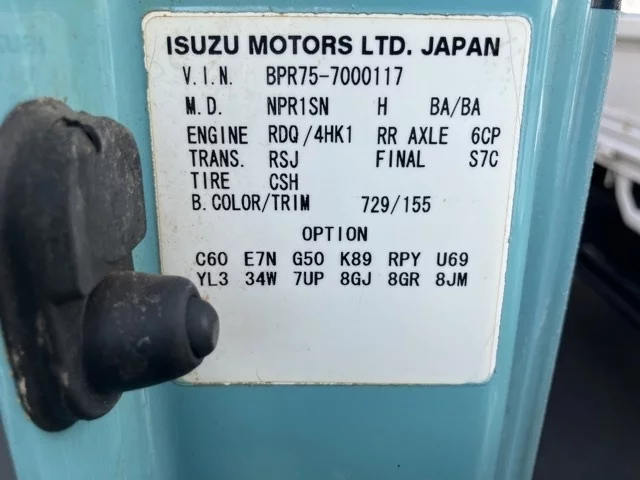 ISUZU MOTORS LTD. JAPAN
V.I.N. BPR75-7000117
M.D. NPR1SN H BA/BA
ENGINE RDQ/4HK1 RR AXLE 6CP
TRANS. RSJ FINAL S7C
TIRE CSH
B.COLOR/TRIM 729/155
OPTION
C60 E7N G50 K89 RPY U69
YL3 34W 7UP 8GJ 8GR 8JM